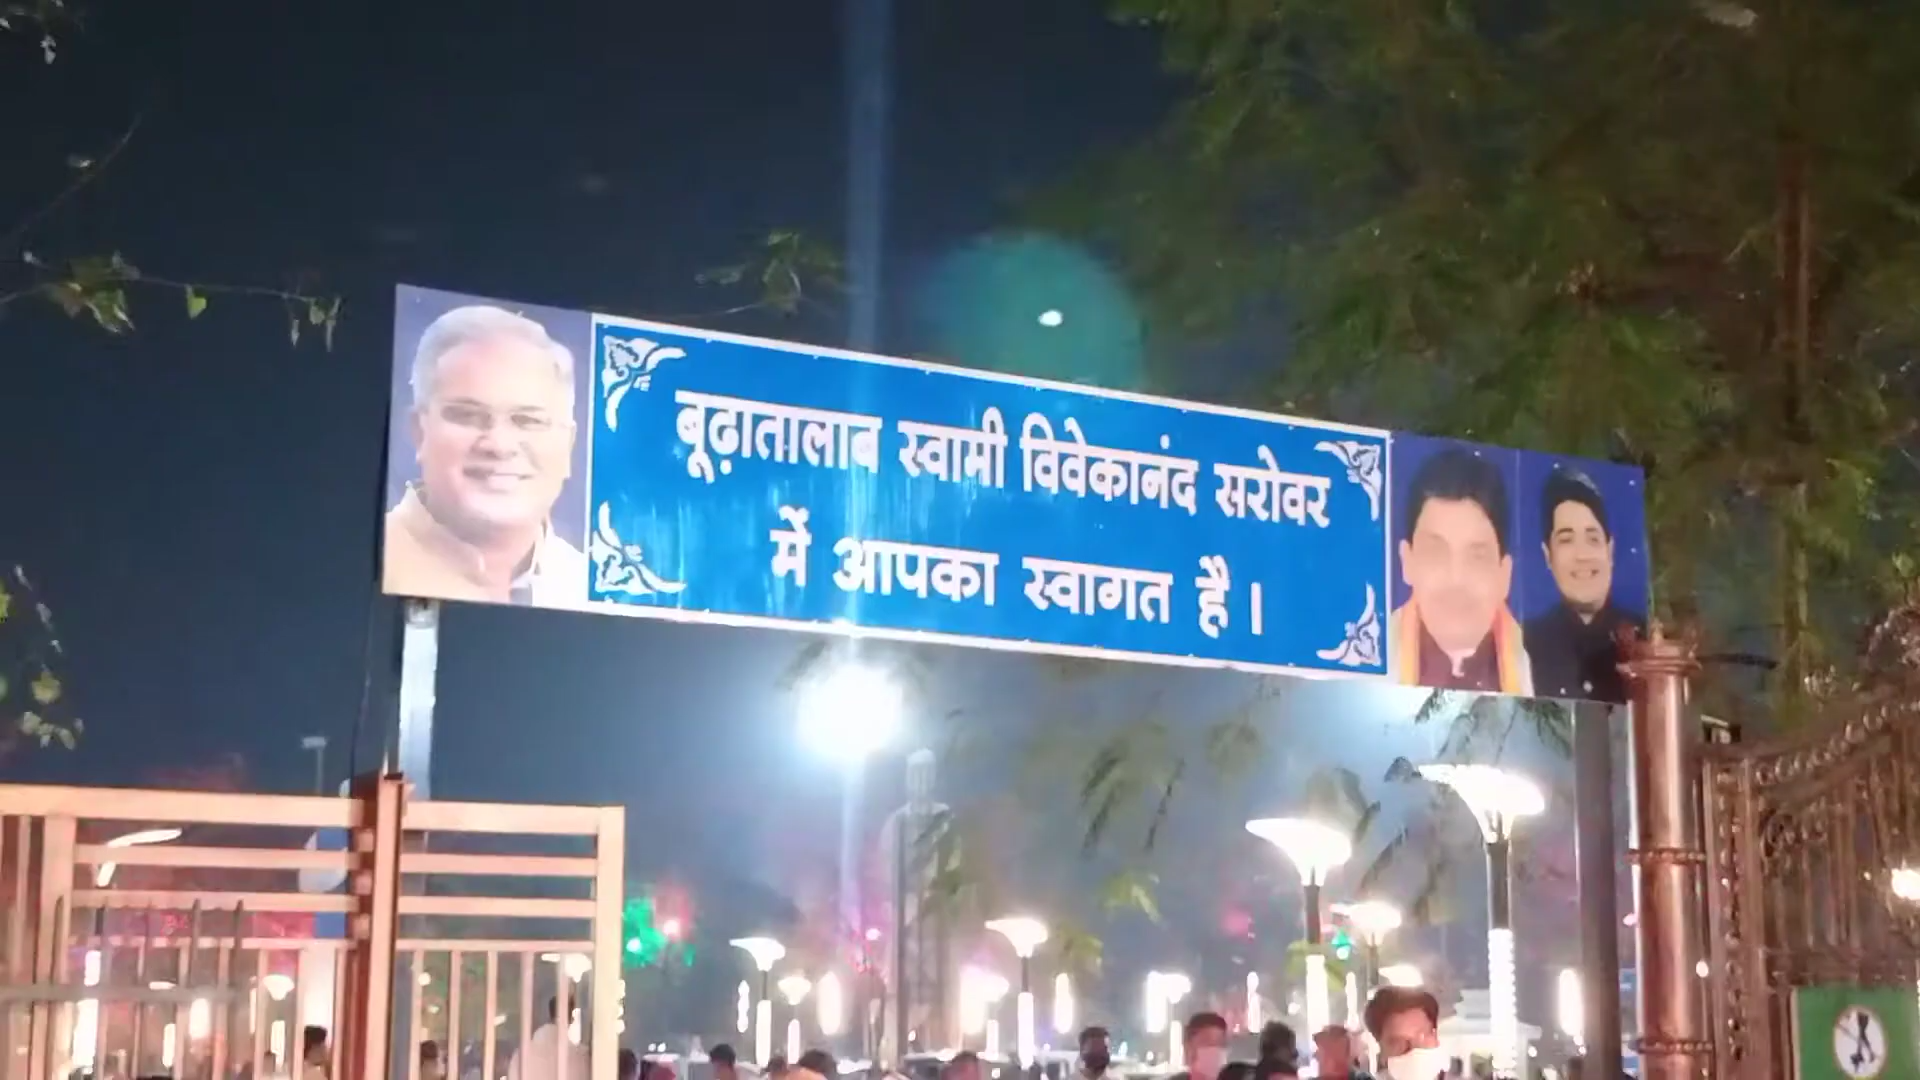 बूढ़ातालाब स्वामी विवेकानंद सरोवर
में आपका स्वागत है ।